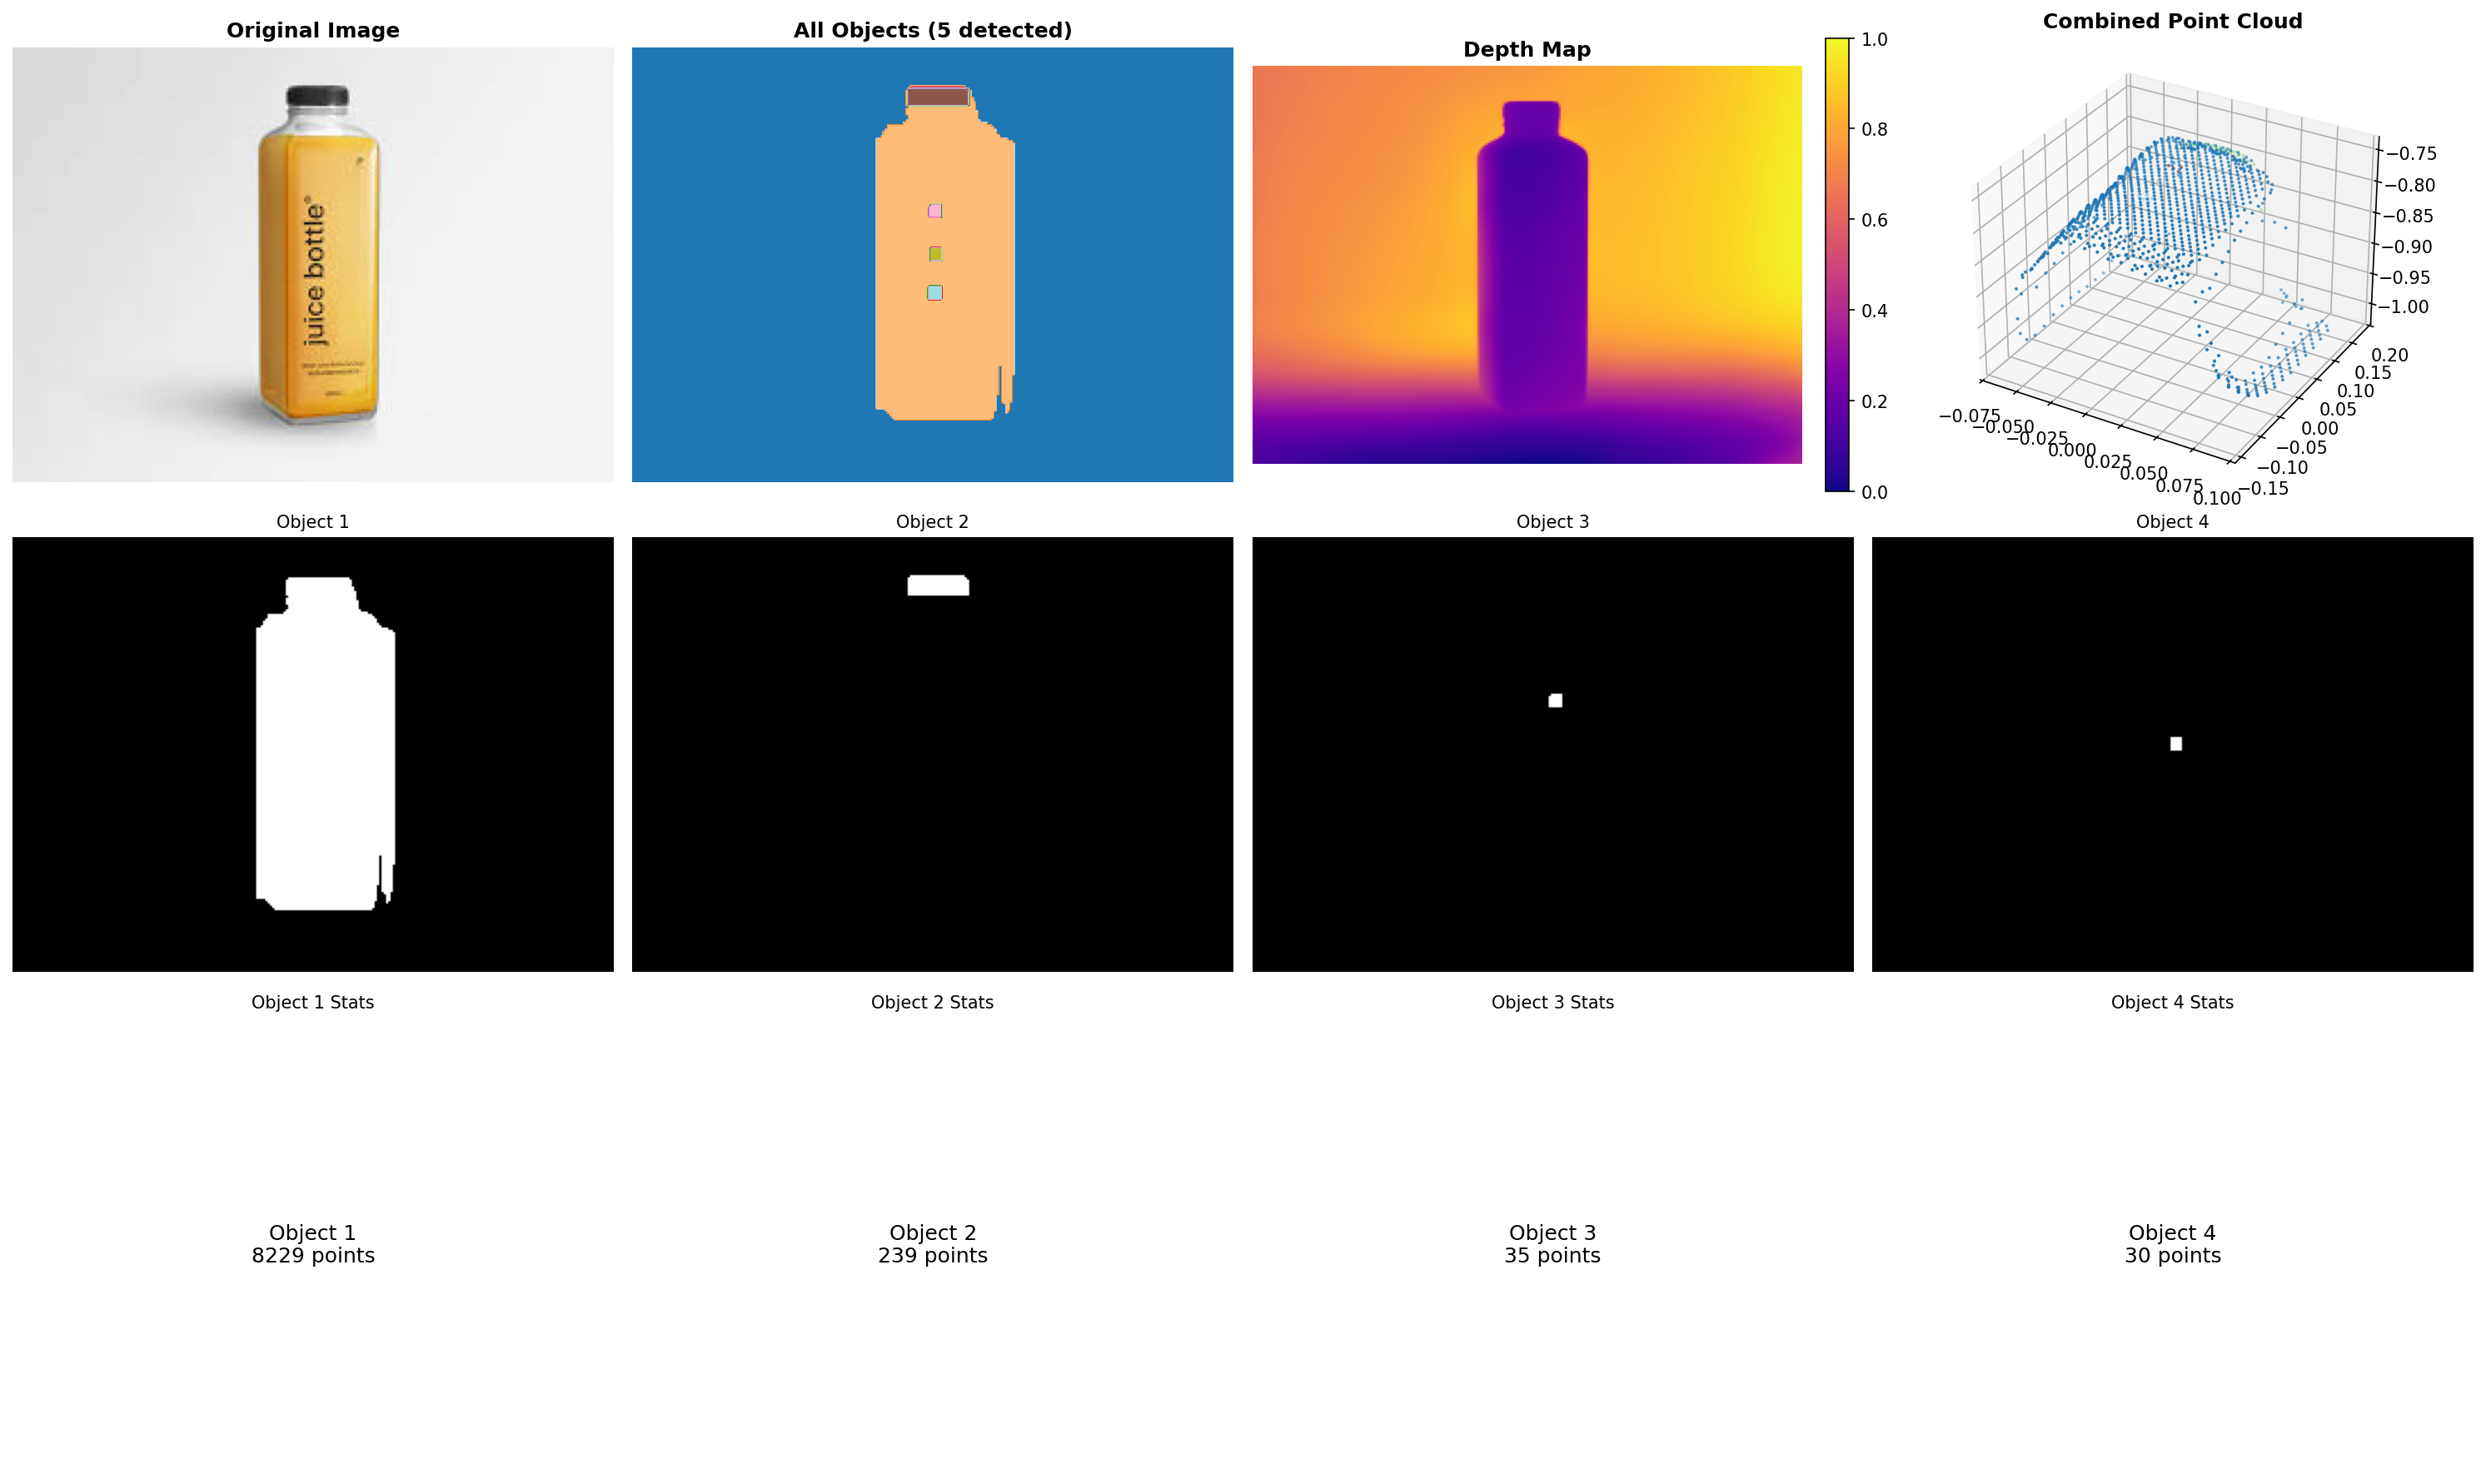 Original Image
All Objects (5 detected)
Depth Map
Combined Point Cloud
juice bottle®
1.0
0.8
0.6
0.4
0.2
0.0
−0.75
−0.80
−0.85
−0.90
−0.95
−1.00
0.20
0.15
0.10
0.05
0.00
−0.05
−0.10
−0.15
−0.075
−0.050
−0.025
0.000
0.025
0.050
0.075
0.100
Object 1
Object 2
Object 3
Object 4
Object 1 Stats
Object 2 Stats
Object 3 Stats
Object 4 Stats
Object 1
8229 points
Object 2
239 points
Object 3
35 points
Object 4
30 points